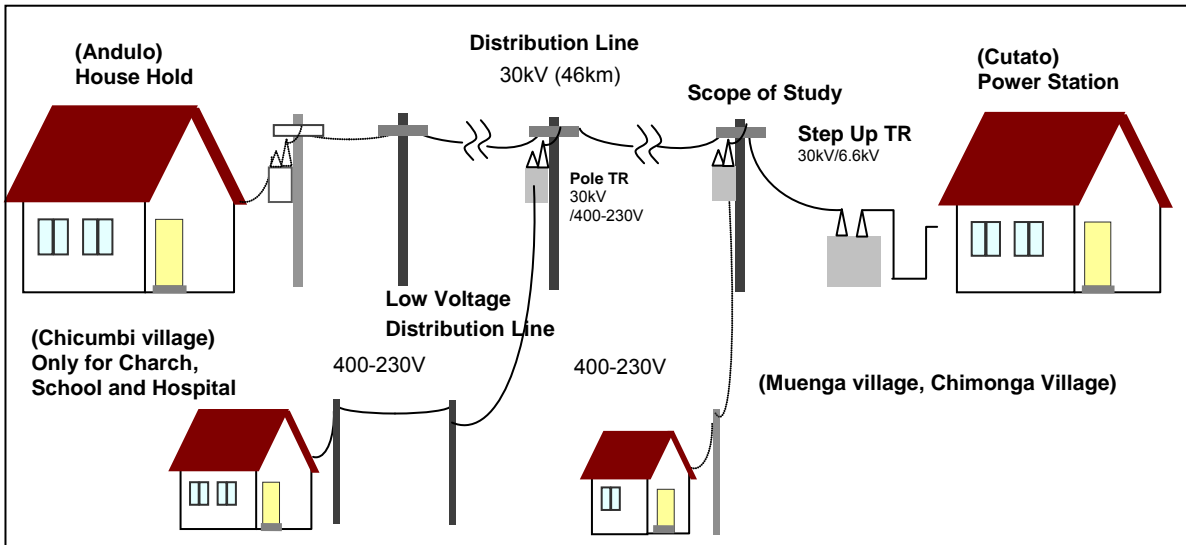 (Andulo)
House Hold
Distribution Line
30kV (46km)
Scope of Study
(Cutato)
Power Station
Step Up TR
30kV/6.6kV
Pole TR
30kV
/400-230V
Low Voltage
Distribution Line
(Chicumbi village)
Only for Charch,
School and Hospital
400-230V
400-230V
(Muenga village, Chimonga Village)